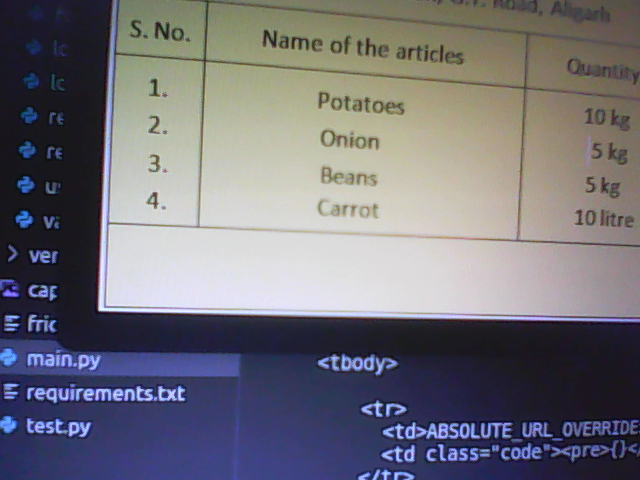 Road, Aligarh
S. No. Name of the articles Quantity
1. Potatoes 10 kg
2. Onion 5 kg
3. Beans 5 kg
4. Carrot 10 litre
lc
lc
re
re
ver
cap
fric
main.py
requirements.txt
test.py
<tbody>
<tr>
<td>ABSOLUTE_URL_OVERRIDE
<td class="code"><pre>{}</
</tr>